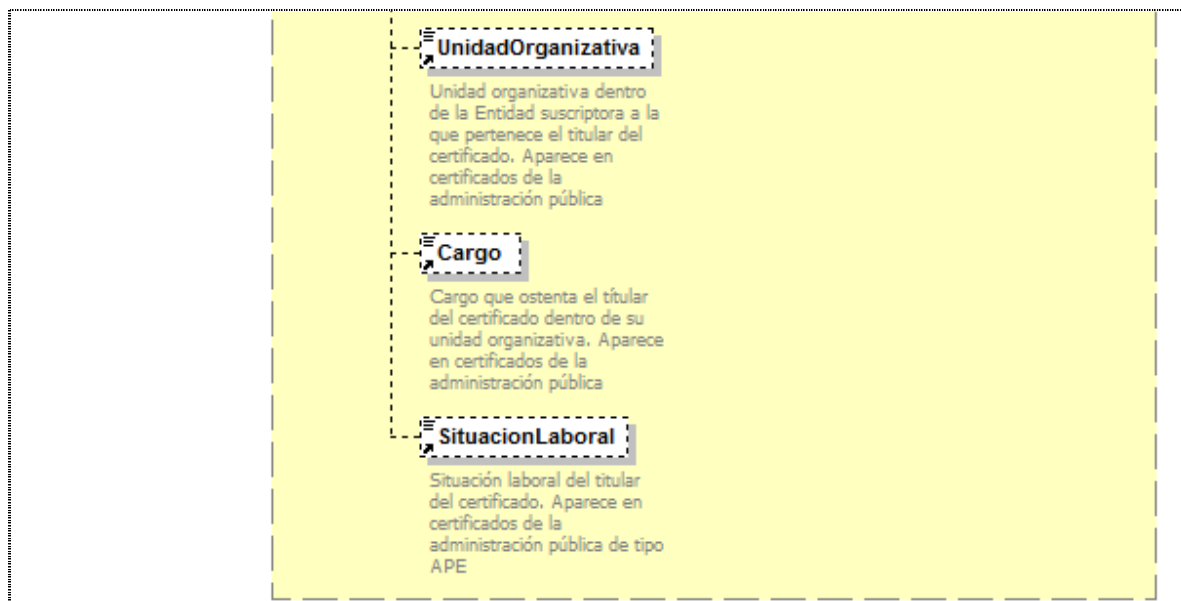 UnidadOrganizativa
Unidad organizativa dentro
de la Entidad suscriptora a la
que pertenece el titular del
certificado. Aparece en
certificados de la
administración pública
Cargo
Cargo que ostenta el títular
del certificado dentro de su
unidad organizativa. Aparece
en certificados de la
administración pública
SituacionLaboral
Situación laboral del titular
del certificado. Aparece en
certificados de la
administración pública de tipo
APE